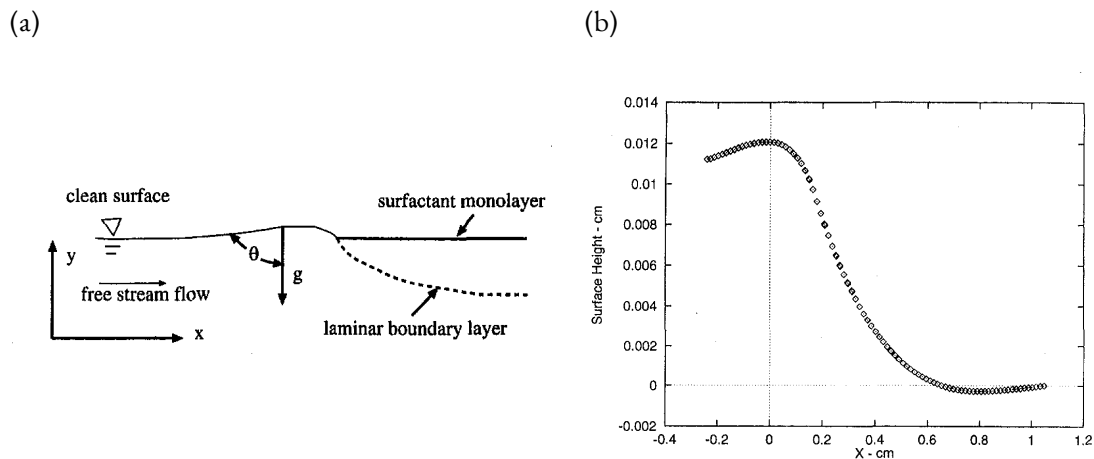 (a)
clean surface
y
θ
g
free stream flow
x
surfactant monolayer
laminar boundary layer
(b)
Surface Height - cm
0.014
0.012
0.01
0.008
0.006
0.004
0.002
0
-0.002
-0.4
-0.2
0
0.2
0.4
0.6
0.8
1
1.2
X - cm